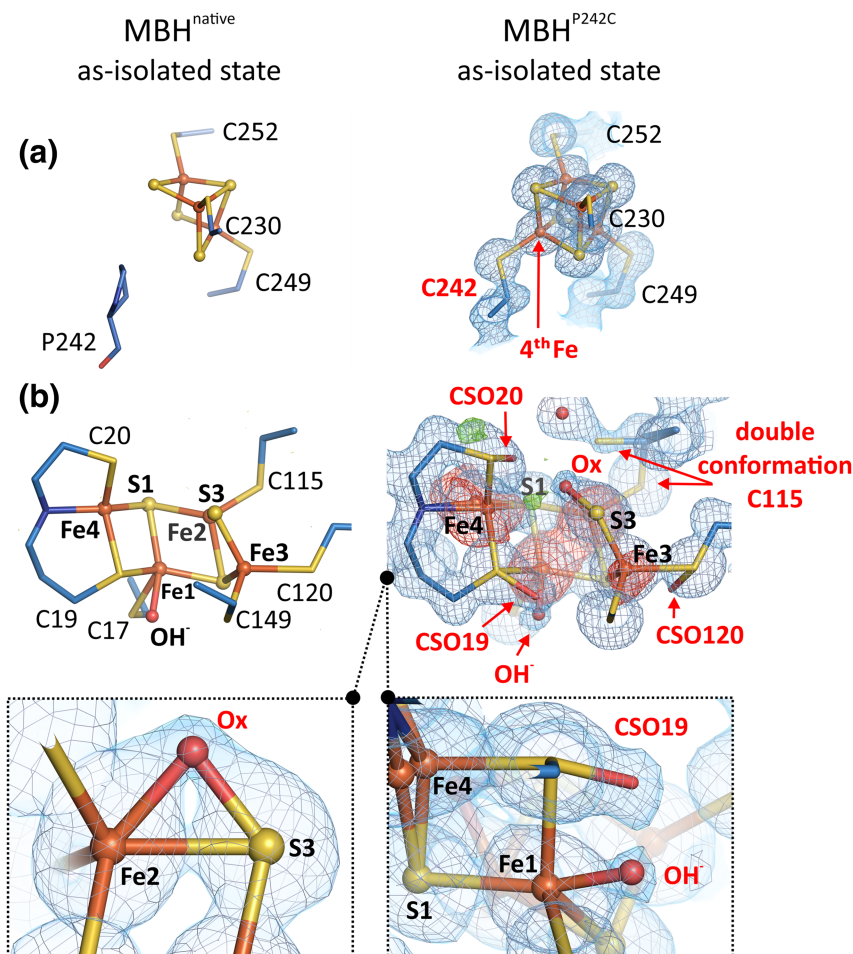 MBH^native
as-isolated state
MBH^P242C
as-isolated state
(a)
C252
C230
C249
P242
C252
C230
C242
C249
4^th Fe
(b)
C20
S1
S3
C115
Fe4
Fe2
Fe3
Fe1
C19
C17
C149
C120
OH^-
CSO20
Ox
double
conformation
C115
S1
S3
Fe4
Fe3
CSO19
CSO120
OH^-
Ox
Fe2
S3
CSO19
Fe4
Fe1
OH^-
S1